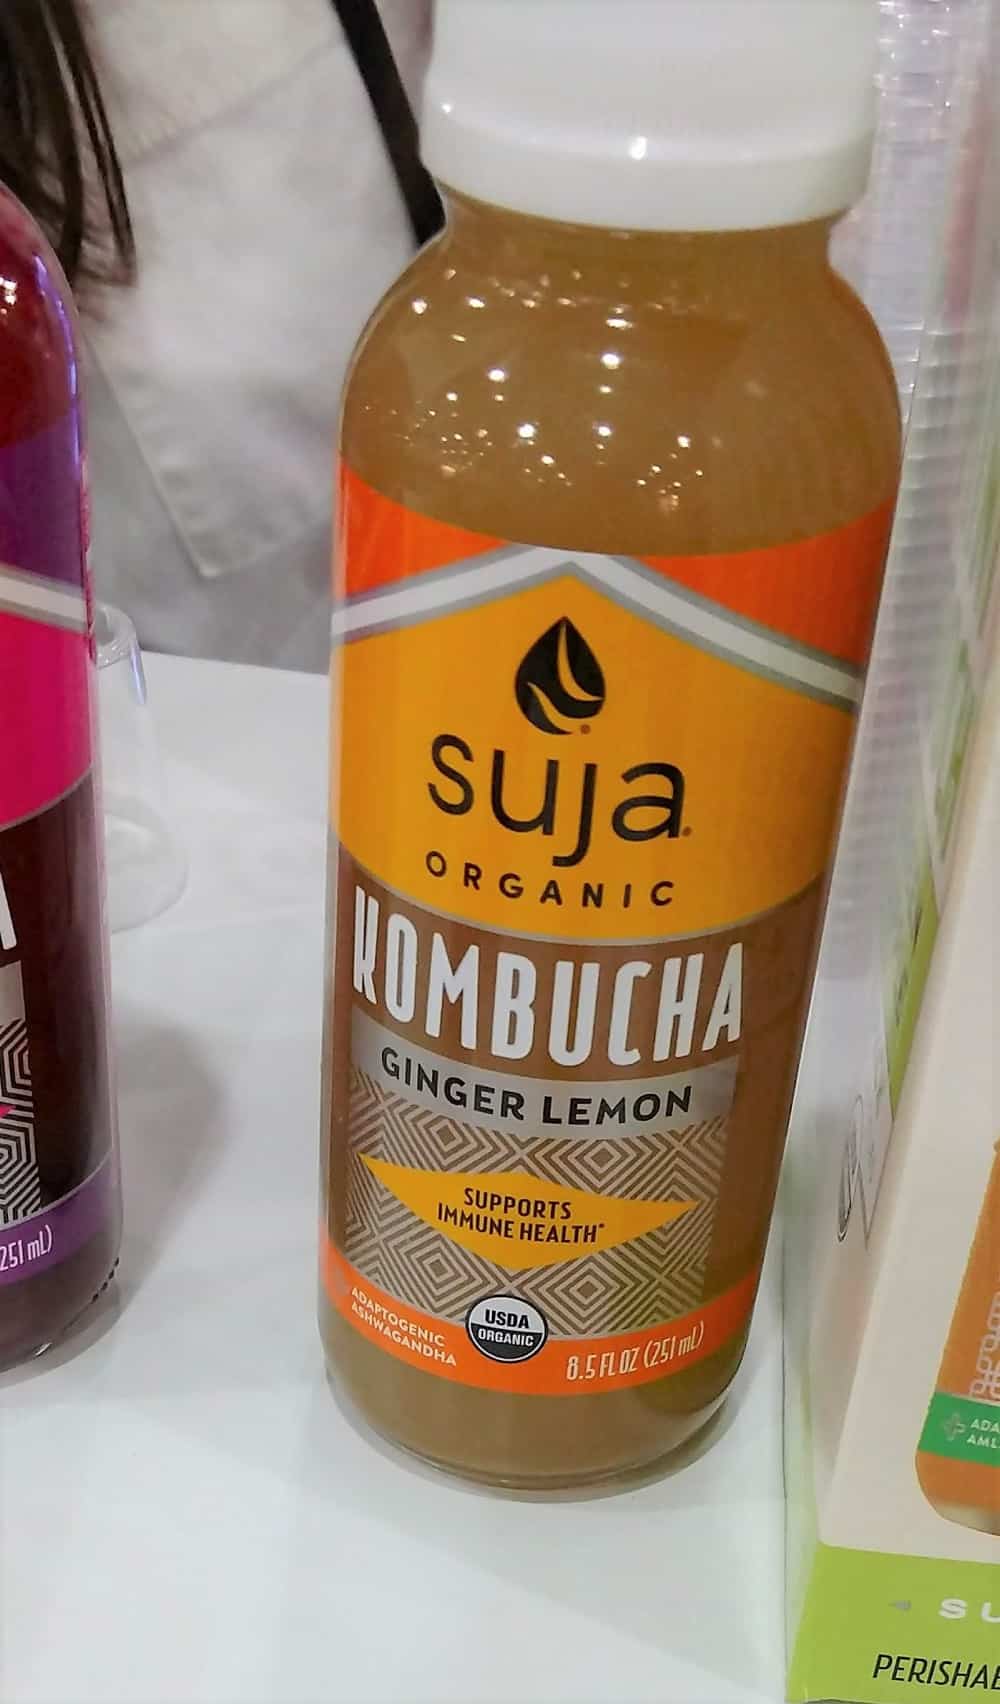 suja
ORGANIC
KOMBUCHA
GINGER LEMON
SUPPORTS
IMMUNE HEALTH*
ADAPTOGENIC
ASHWAGANDHA
USDA
ORGANIC
8.5 FL OZ (251 mL)
251 mL)